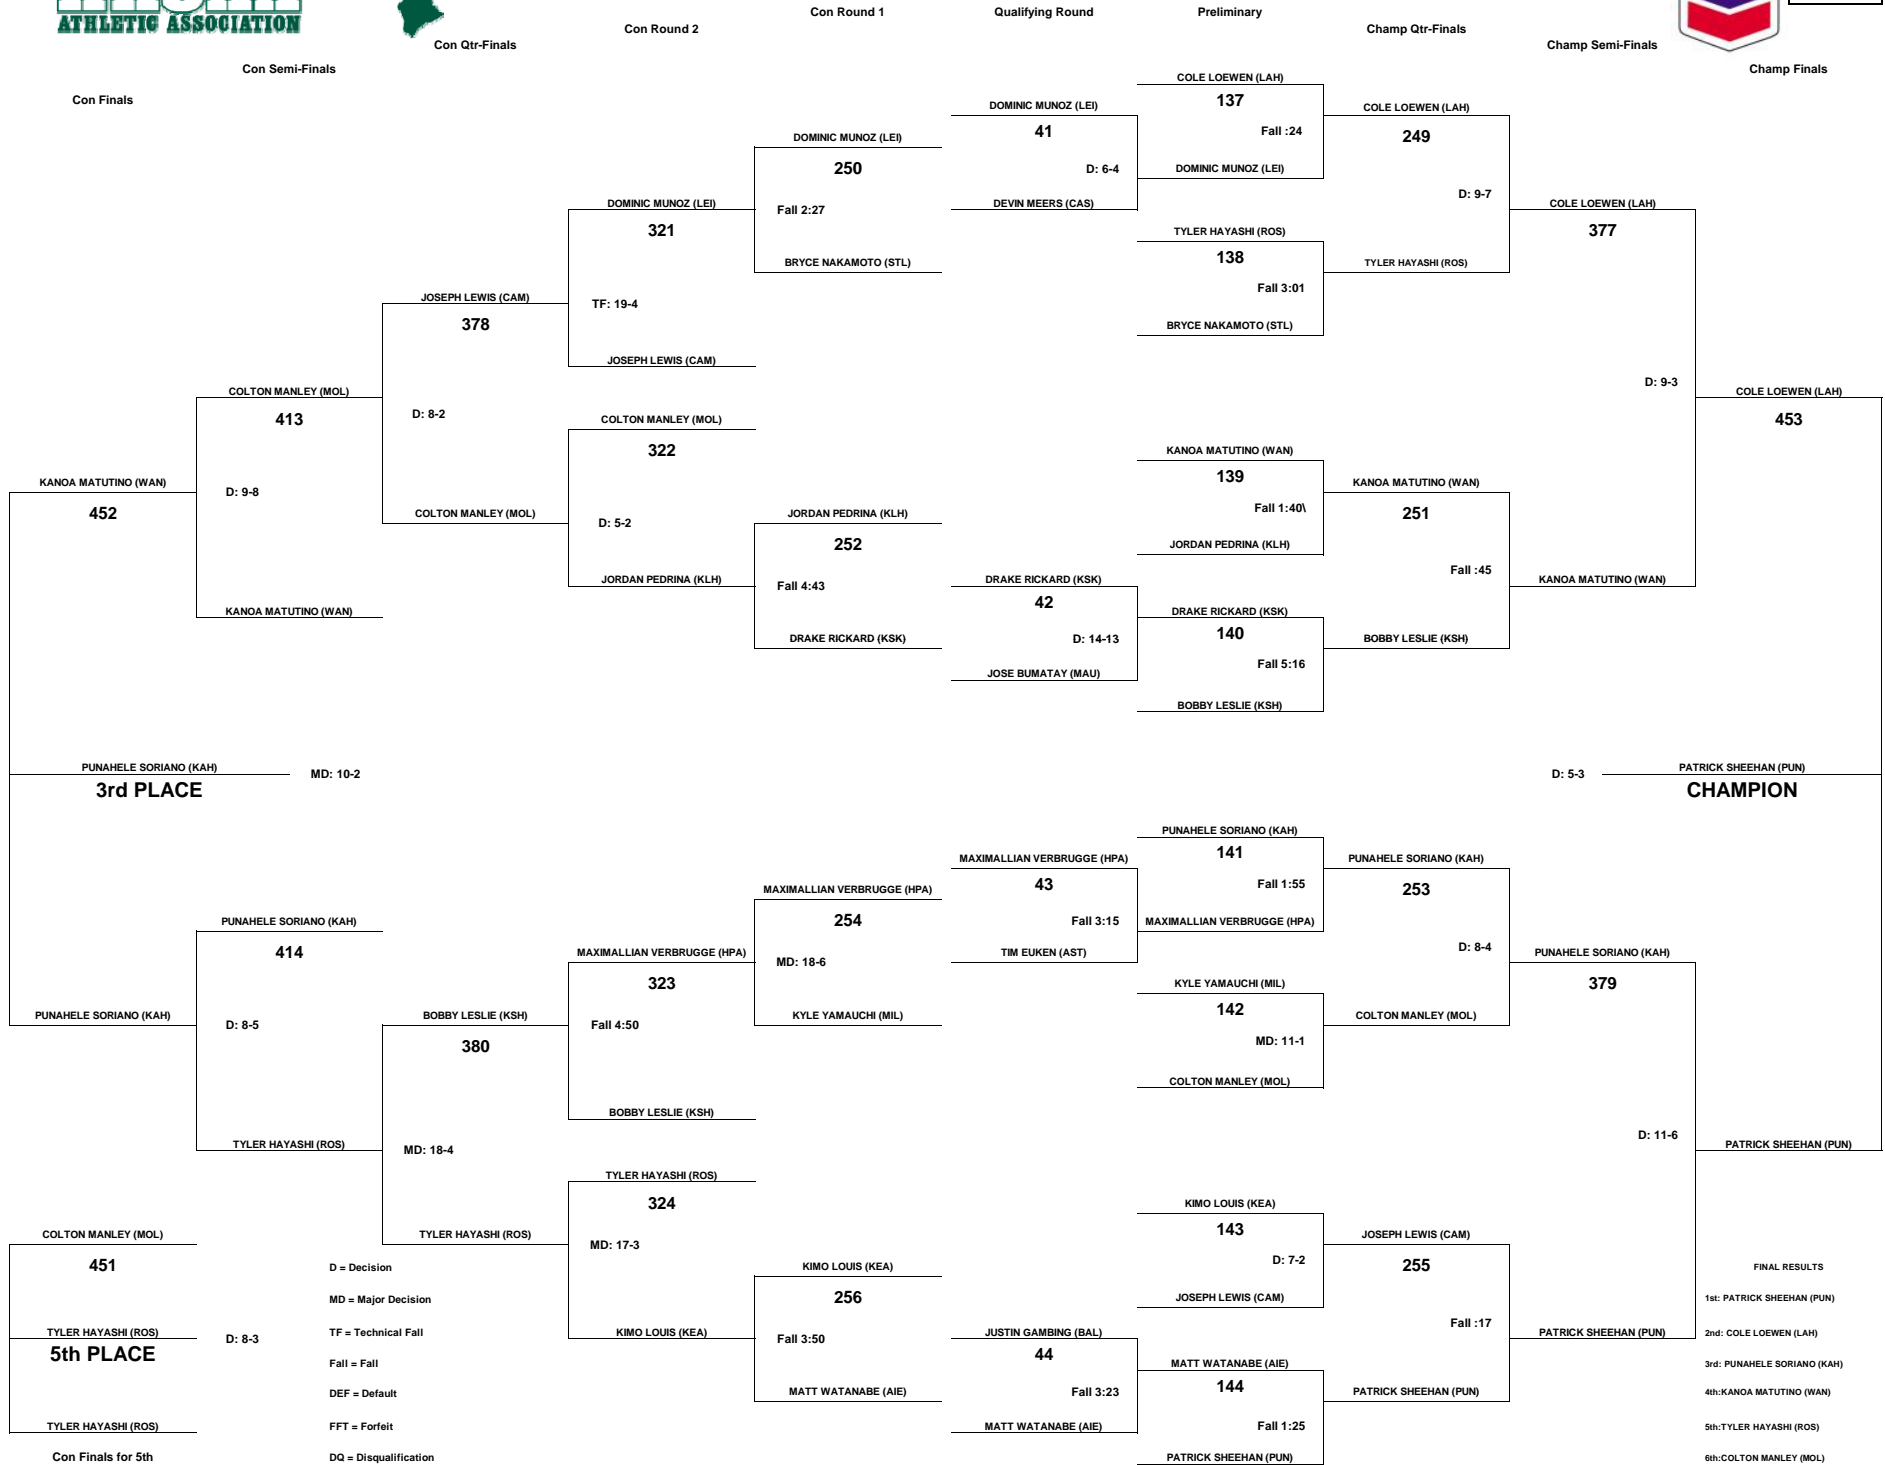 ATHLETIC ASSOCIATION
Con Finals
Con Semi-Finals
Con Qtr-Finals
Con Round 2
Con Round 1
Qualifying Round
Preliminary
Champ Qtr-Finals
Champ Semi-Finals
Champ Finals
KANOA MATUTINO (WAN)
452
PUNAHELE SORIANO (KAH)
MD: 10-2
3rd PLACE
PUNAHELE SORIANO (KAH)
COLTON MANLEY (MOL)
451
TYLER HAYASHI (ROS)
D: 8-3
5th PLACE
TYLER HAYASHI (ROS)
Con Finals for 5th
COLTON MANLEY (MOL)
413
D: 9-8
KANOA MATUTINO (WAN)
PUNAHELE SORIANO (KAH)
414
D: 8-5
TYLER HAYASHI (ROS)
D = Decision
MD = Major Decision
TF = Technical Fall
Fall = Fall
DEF = Default
FFT = Forfeit
DQ = Disqualification
JOSEPH LEWIS (CAM)
378
D: 8-2
COLTON MANLEY (MOL)
BOBBY LESLIE (KSH)
380
MD: 18-4
TYLER HAYASHI (ROS)
DOMINIC MUNOZ (LEI)
321
TF: 19-4
JOSEPH LEWIS (CAM)
COLTON MANLEY (MOL)
322
D: 5-2
JORDAN PEDRINA (KLH)
MAXIMALLIAN VERBRUGGE (HPA)
323
Fall 4:50
BOBBY LESLIE (KSH)
TYLER HAYASHI (ROS)
324
MD: 17-3
KIMO LOUIS (KEA)
DOMINIC MUNOZ (LEI)
250
Fall 2:27
BRYCE NAKAMOTO (STL)
JORDAN PEDRINA (KLH)
252
Fall 4:43
DRAKE RICKARD (KSK)
MAXIMALLIAN VERBRUGGE (HPA)
254
MD: 18-6
KYLE YAMAUCHI (MIL)
KIMO LOUIS (KEA)
256
Fall 3:50
MATT WATANABE (AIE)
DOMINIC MUNOZ (LEI)
41
D: 6-4
DEVIN MEERS (CAS)
DRAKE RICKARD (KSK)
42
D: 14-13
JOSE BUMATAY (MAU)
MAXIMALLIAN VERBRUGGE (HPA)
43
Fall 3:15
TIM EUKEN (AST)
JUSTIN GAMBING (BAL)
44
Fall 3:23
MATT WATANABE (AIE)
COLE LOEWEN (LAH)
137
Fall :24
DOMINIC MUNOZ (LEI)
TYLER HAYASHI (ROS)
138
Fall 3:01
BRYCE NAKAMOTO (STL)
KANOA MATUTINO (WAN)
139
Fall 1:40\
JORDAN PEDRINA (KLH)
DRAKE RICKARD (KSK)
140
Fall 5:16
BOBBY LESLIE (KSH)
PUNAHELE SORIANO (KAH)
141
Fall 1:55
MAXIMALLIAN VERBRUGGE (HPA)
KYLE YAMAUCHI (MIL)
142
MD: 11-1
COLTON MANLEY (MOL)
KIMO LOUIS (KEA)
143
D: 7-2
JOSEPH LEWIS (CAM)
MATT WATANABE (AIE)
144
Fall 1:25
PATRICK SHEEHAN (PUN)
COLE LOEWEN (LAH)
249
D: 9-7
TYLER HAYASHI (ROS)
KANOA MATUTINO (WAN)
251
Fall :45
BOBBY LESLIE (KSH)
PUNAHELE SORIANO (KAH)
253
D: 8-4
COLTON MANLEY (MOL)
JOSEPH LEWIS (CAM)
255
Fall :17
PATRICK SHEEHAN (PUN)
COLE LOEWEN (LAH)
377
D: 9-3
KANOA MATUTINO (WAN)
PUNAHELE SORIANO (KAH)
379
D: 11-6
PATRICK SHEEHAN (PUN)
COLE LOEWEN (LAH)
453
D: 5-3
PATRICK SHEEHAN (PUN)
CHAMPION
PATRICK SHEEHAN (PUN)
FINAL RESULTS
1st: PATRICK SHEEHAN (PUN)
2nd: COLE LOEWEN (LAH)
3rd: PUNAHELE SORIANO (KAH)
4th:KANOA MATUTINO (WAN)
5th:TYLER HAYASHI (ROS)
6th:COLTON MANLEY (MOL)